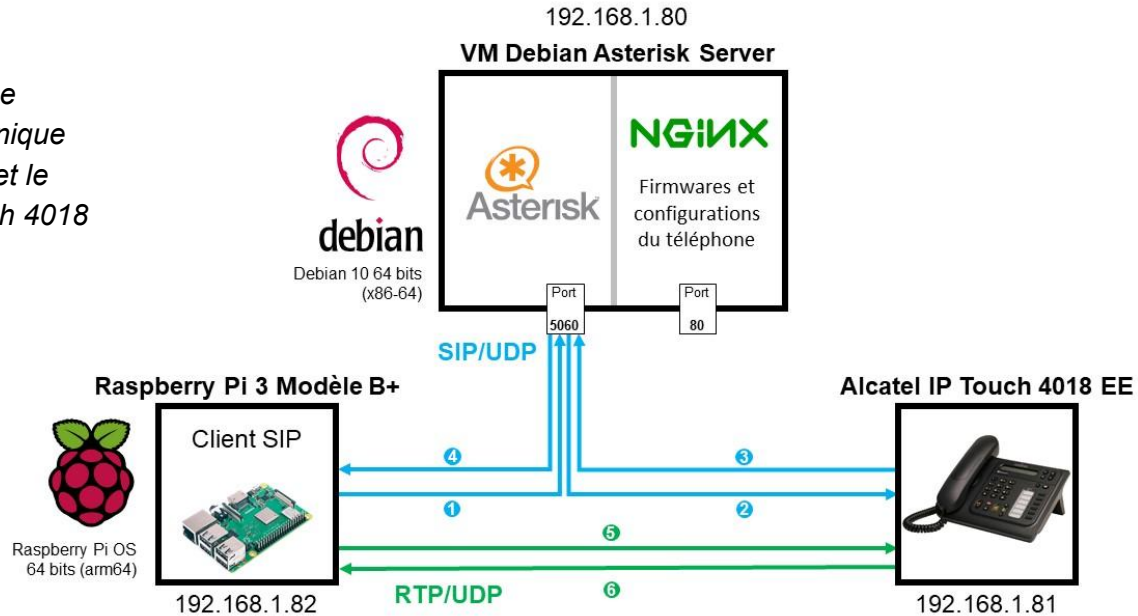 192.168.1.80
VM Debian Asterisk Server
et le
4018
debian
Debian 10 64 bits
(x86-64)
Asterisk
NGINX
Firmwares et
configurations
du téléphone
Port
5060
Port
80
SIP/UDP
Raspberry Pi 3 Modèle B+
Client SIP
Raspberry Pi OS
64 bits (arm64)
192.168.1.82
Alcatel IP Touch 4018 EE
192.168.1.81
4
3
1
2
5
RTP/UDP
6